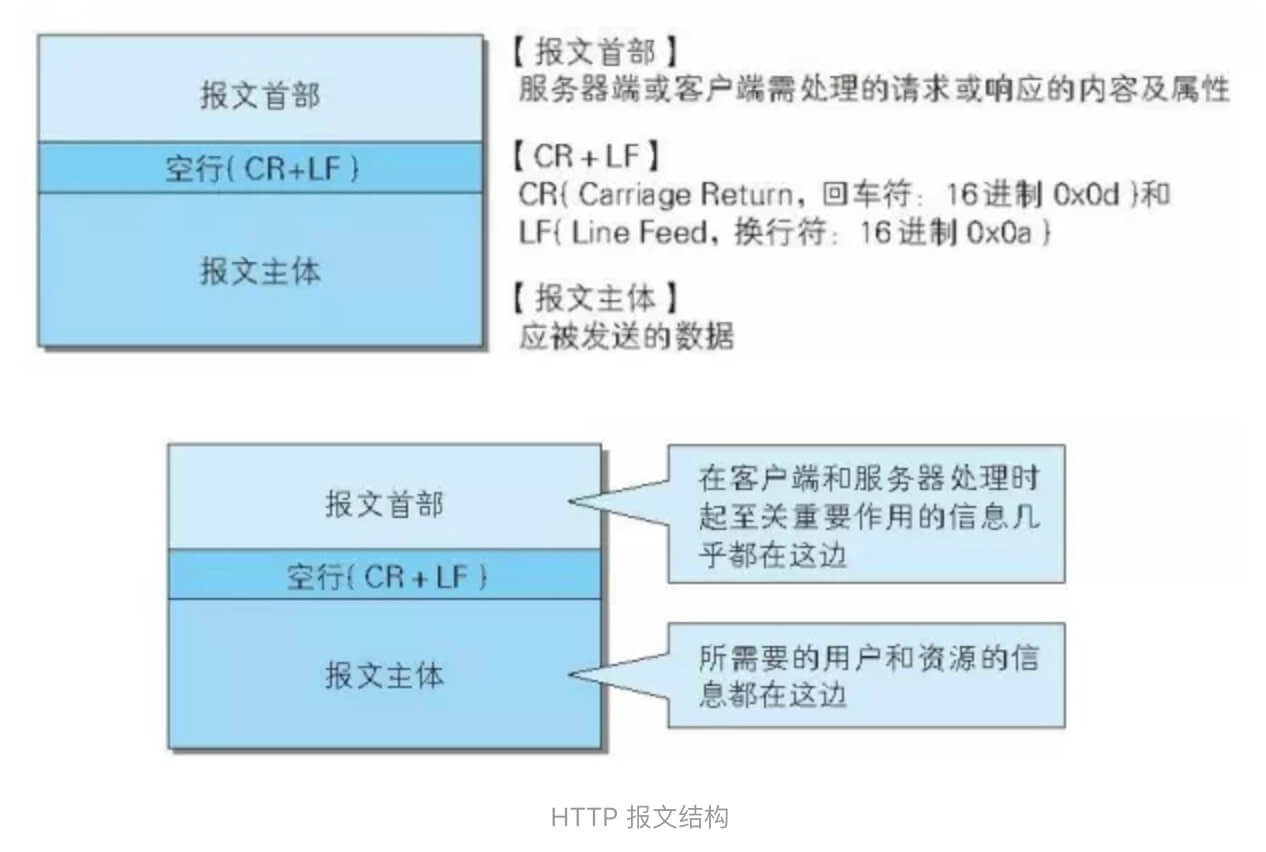 报文首部
空行(CR+LF)
报文主体
【报文首部】
服务器端或客户端需处理的请求或响应的内容及属性
【CR+LF】
CR(Carriage Return，回车符：16进制 0x0d)和
LF(Line Feed，换行符：16进制 0x0a)
【报文主体】
应被发送的数据
报文首部
空行(CR+LF)
报文主体
在客户端和服务器处理时
起至关重要作用的信息几
乎都在这边
所需要的用户和资源的信
息都在这边
HTTP 报文结构